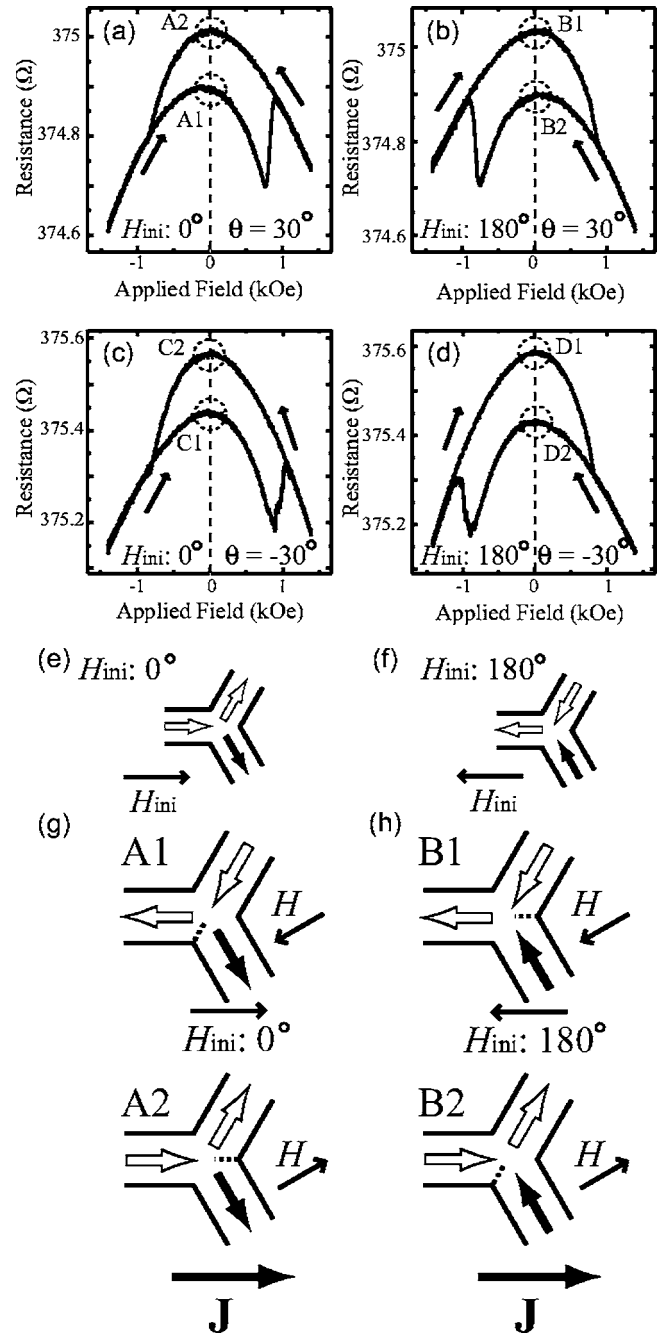 (a)
A2
A1
Hini: 0° θ = 30°
Resistance (Ω)
375
374.8
374.6
-1 0 1
Applied Field (kOe)
(b)
B1
B2
Hini: 180° θ = 30°
Resistance (Ω)
375
374.8
374.6
-1 0 1
Applied Field (kOe)
(c)
C2
C1
Hini: 0° θ = -30°
Resistance (Ω)
375.6
375.4
375.2
-1 0 1
Applied Field (kOe)
(d)
D1
D2
Hini: 180° θ = -30°
Resistance (Ω)
375.6
375.4
375.2
-1 0 1
Applied Field (kOe)
(e)
Hini: 0°
Hini
(f)
Hini: 180°
Hini
(g)
A1
H
Hini: 0°
A2
H
J
(h)
B1
H
Hini: 180°
B2
H
J